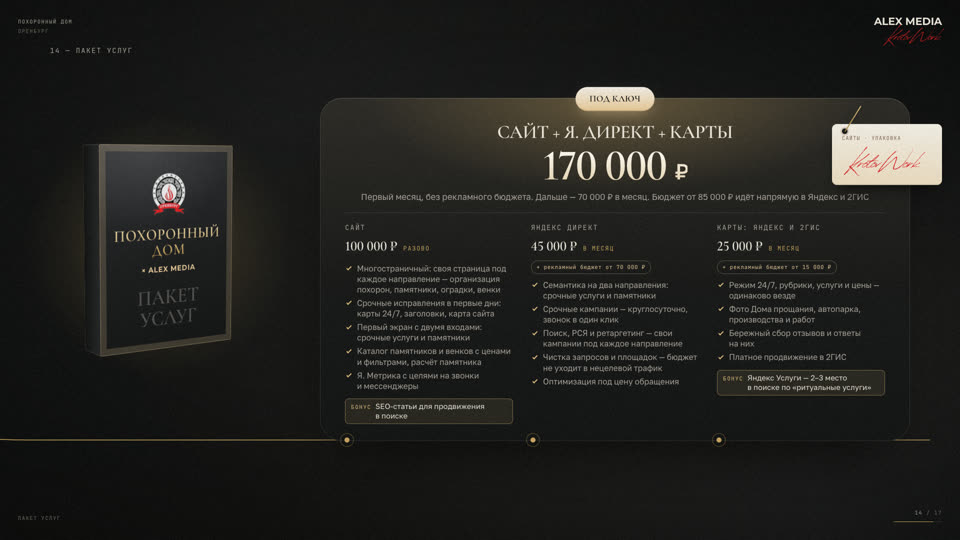 ПОХОРОННЫЙ ДОМ
ОРЕНБУРГ
14 — ПАКЕТ УСЛУГ
ALEX MEDIA
KrotovWork
ПОД КЛЮЧ
САЙТ + Я. ДИРЕКТ + КАРТЫ
170 000 ₽
Первый месяц, без рекламного бюджета. Дальше — 70 000 ₽ в месяц. Бюджет от 85 000 ₽ идёт напрямую в Яндекс и 2ГИС
САЙТЫ · УПАКОВКА
KrotovWork
ПОХОРОННЫЙ
ДОМ
× ALEX MEDIA
ПАКЕТ
УСЛУГ
САЙТ
100 000 ₽ РАЗОВО
Многостраничный: своя страница под
каждое направление — организация
похорон, памятники, оградки, венки
Срочные исправления в первые дни:
карты 24/7, заголовки, карта сайта
Первый экран с двумя входами:
срочные услуги и памятники
Каталог памятников и венков с ценами
и фильтрами, расчёт памятника
Я. Метрика с целями на звонки
и мессенджеры
БОНУС SEO-статьи для продвижения
в поиске
ЯНДЕКС ДИРЕКТ
45 000 ₽ В МЕСЯЦ
+ рекламный бюджет от 70 000 ₽
Семантика на два направления:
срочные услуги и памятники
Срочные кампании — круглосуточно,
звонок в один клик
Поиск, РСЯ и ретаргетинг — свои
кампании под каждое направление
Чистка запросов и площадок — бюджет
не уходит в нецелевой трафик
Оптимизация под цену обращения
КАРТЫ: ЯНДЕКС И 2ГИС
25 000 ₽ В МЕСЯЦ
+ рекламный бюджет от 15 000 ₽
Режим 24/7, рубрики, услуги и цены —
одинаково везде
Фото Дома прощания, автопарка,
производства и работ
Бережный сбор отзывов и ответы
на них
Платное продвижение в 2ГИС
БОНУС Яндекс Услуги — 2–3 место
в поиске по «ритуальные услуги»
ПАКЕТ УСЛУГ
14 / 17